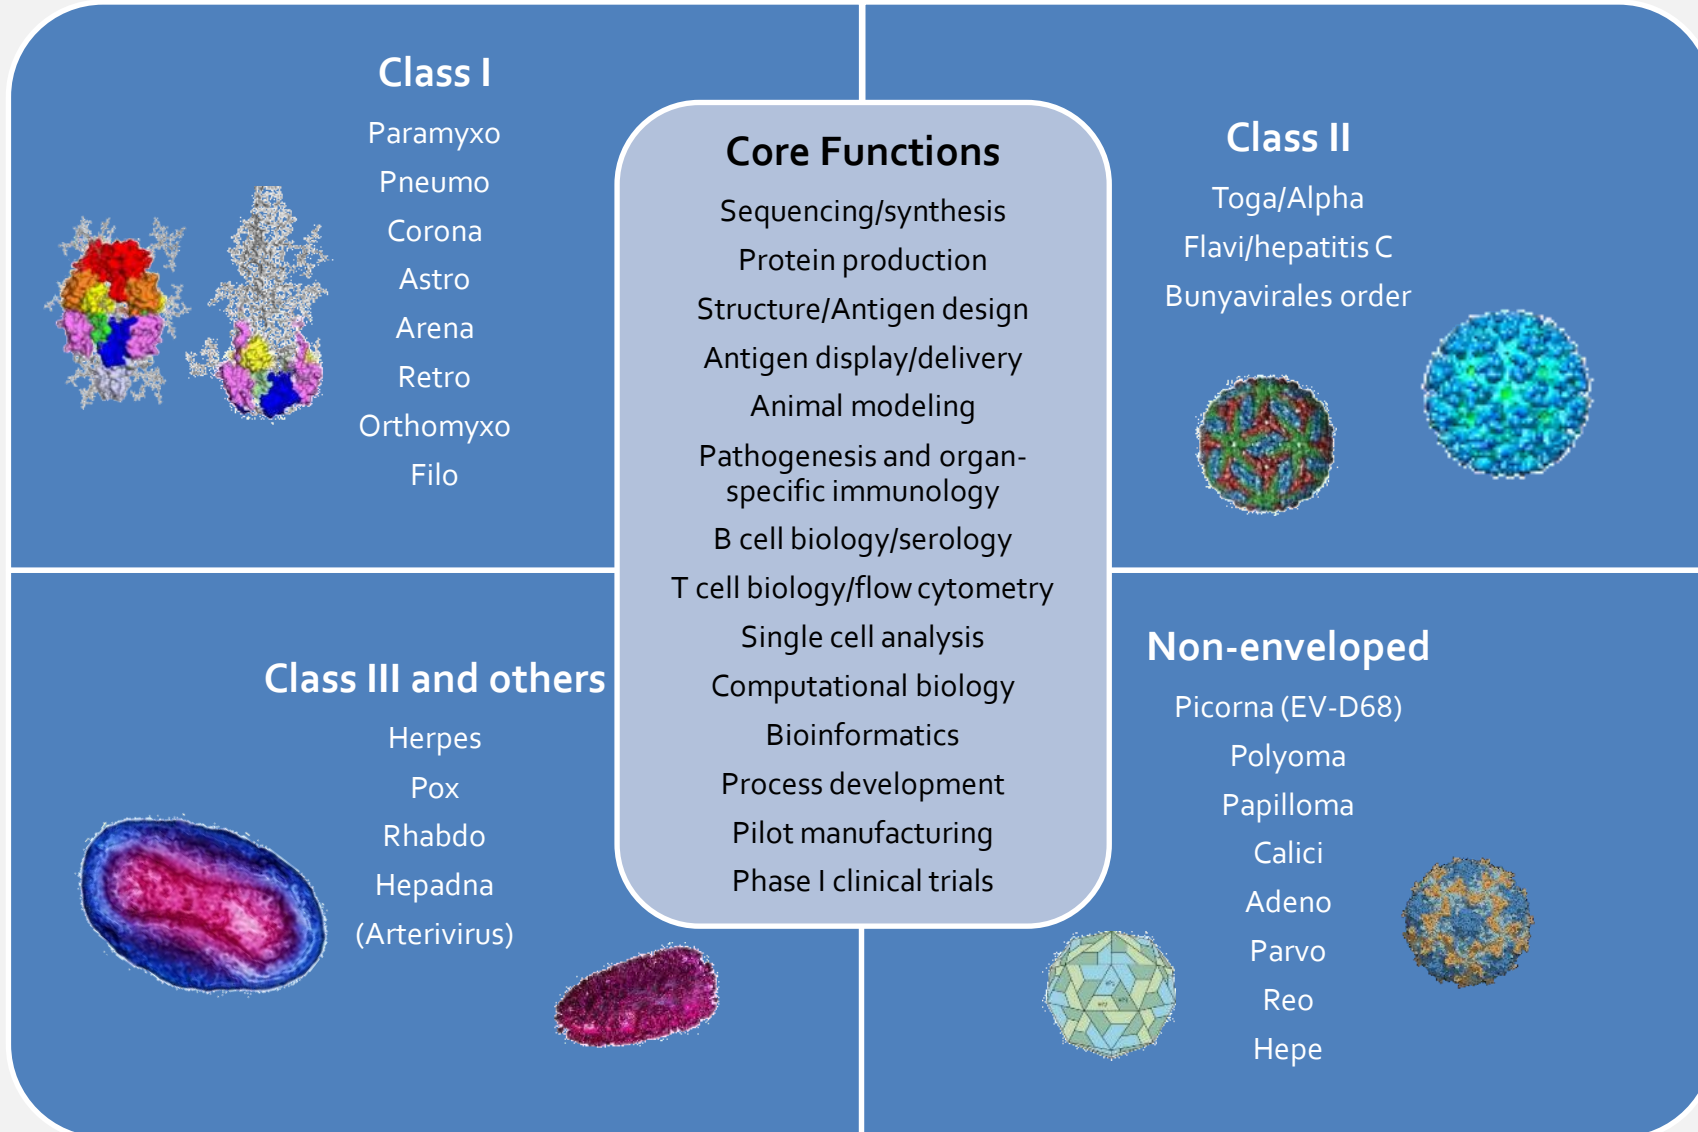 Class I
Paramyxo
Pneumo
Corona
Astro
Arena
Retro
Orthomyxo
Filo
Core Functions
Sequencing/synthesis
Protein production
Structure/Antigen design
Antigen display/delivery
Animal modeling
Pathogenesis and organ-
specific immunology
B cell biology/serology
T cell biology/flow cytometry
Single cell analysis
Computational biology
Bioinformatics
Process development
Pilot manufacturing
Phase I clinical trials
Class II
Toga/Alpha
Flavi/hepatitis C
Bunyavirales order
Class III and others
Herpes
Pox
Rhabdo
Hepadna
(Arterivirus)
Non-enveloped
Picorna (EV-D68)
Polyoma
Papilloma
Calici
Adeno
Parvo
Reo
Hepe